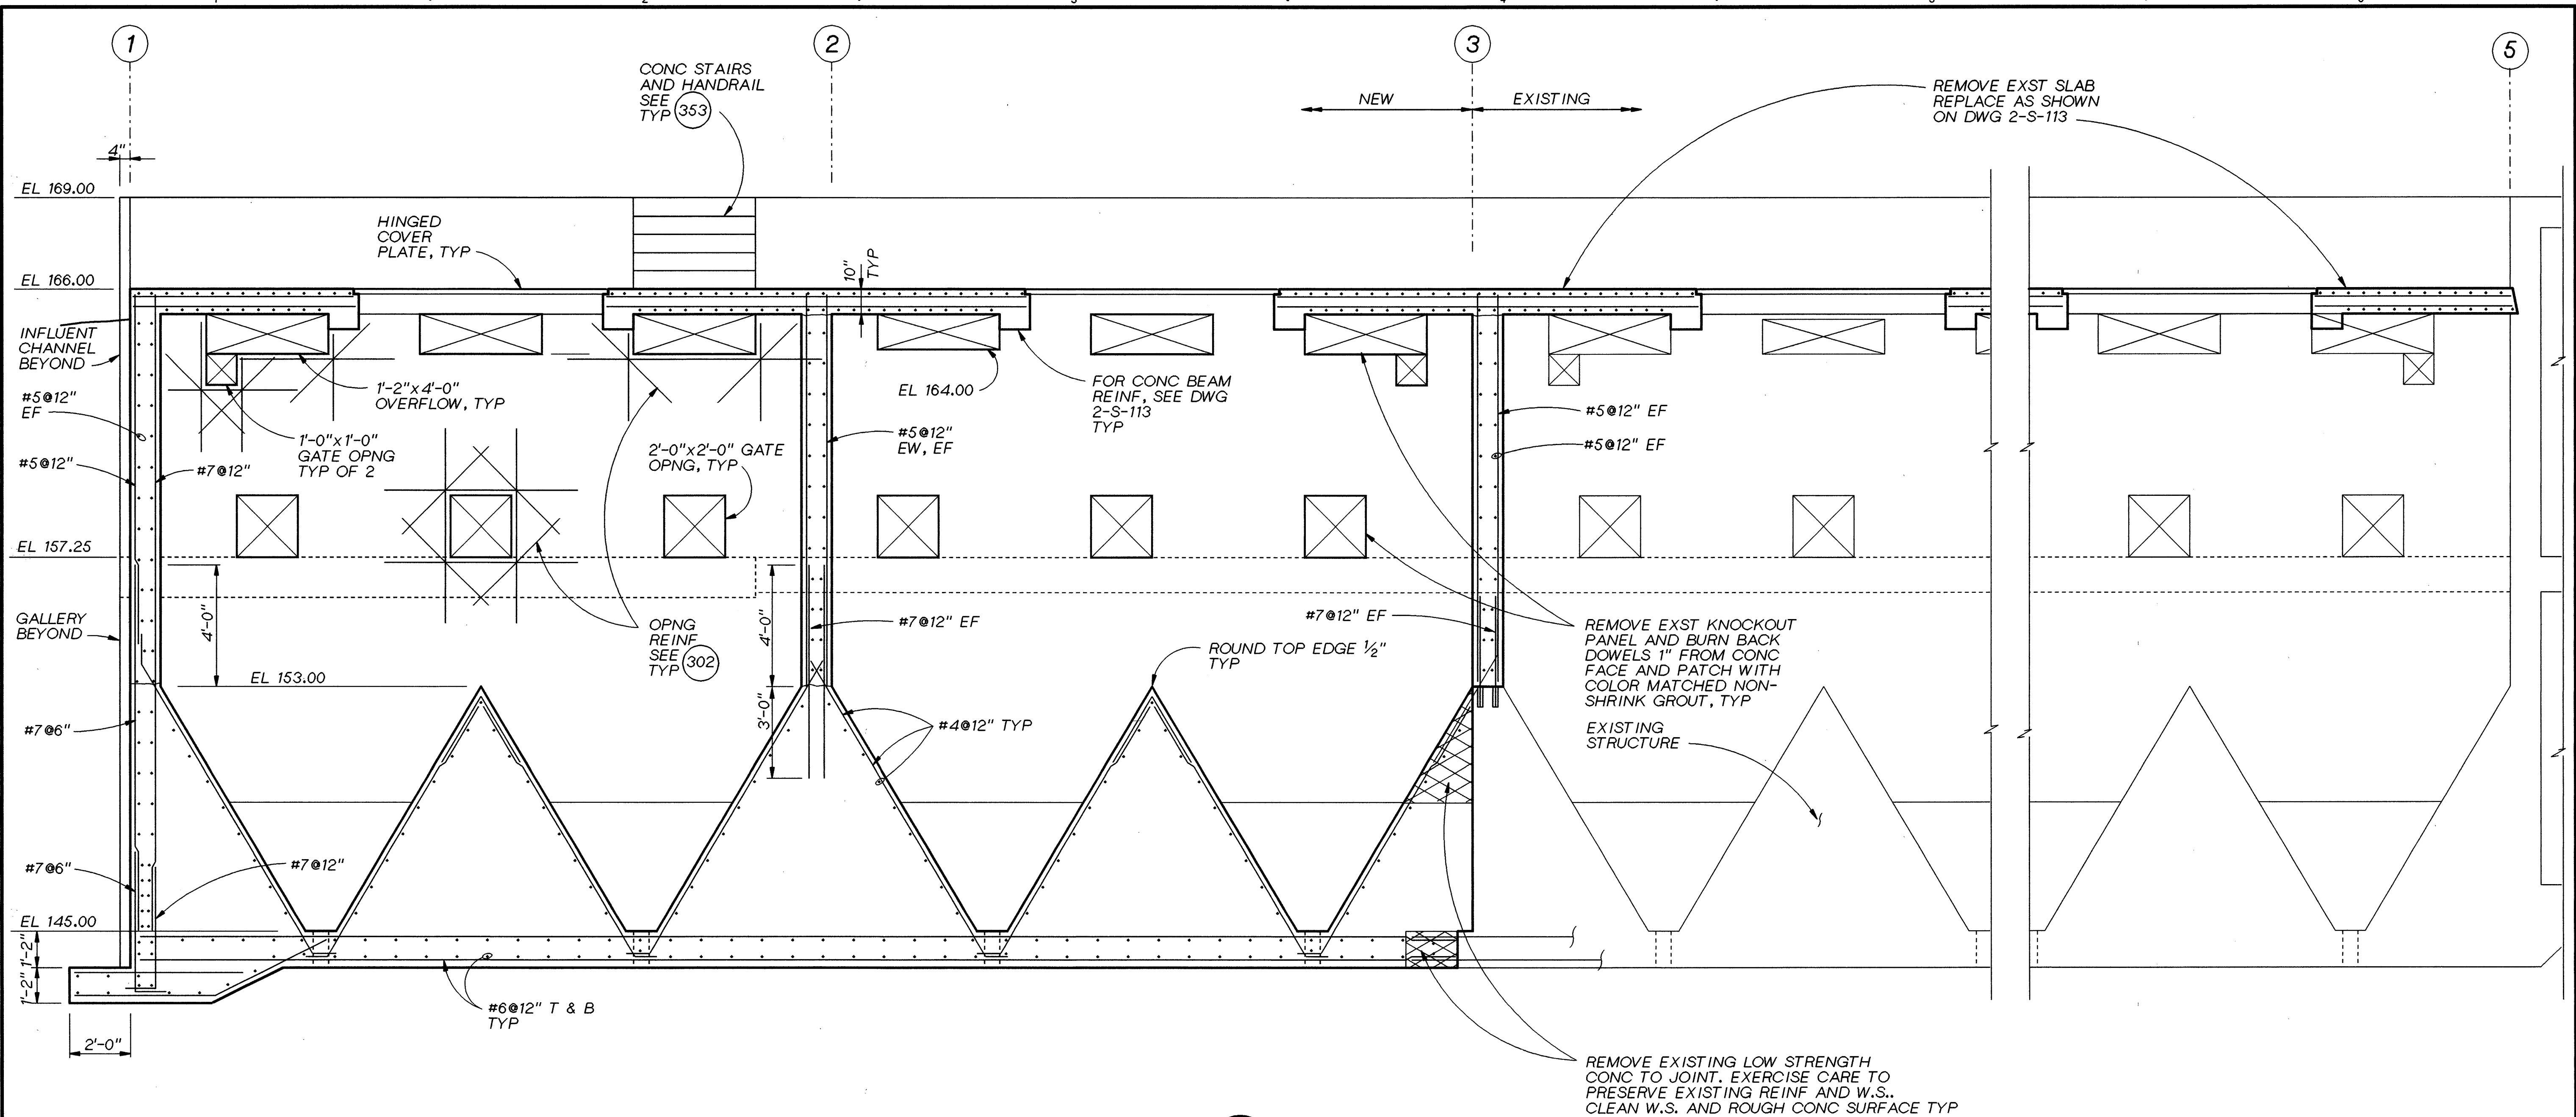 1
2
3
5
CONC STAIRS
AND HANDRAIL
SEE
TYP 353
NEW
EXISTING
REMOVE EXST SLAB
REPLACE AS SHOWN
ON DWG 2-S-113
4"
EL 169.00
HINGED
COVER
PLATE, TYP
10"
TYP
EL 166.00
INFLUENT
CHANNEL
BEYOND
1'-2"x4'-0"
OVERFLOW, TYP
EL 164.00
FOR CONC BEAM
REINF, SEE DWG
2-S-113
TYP
#5@12"
EF
1'-0"x1'-0"
GATE OPNG
TYP OF 2
#5@12"
#7@12"
2'-0"x2'-0" GATE
OPNG, TYP
#5@12"
EW, EF
#5@12" EF
#5@12" EF
EL 157.25
4'-0"
4'-0"
GALLERY
BEYOND
OPNG
REINF
SEE
TYP 302
#7@12" EF
#7@12" EF
ROUND TOP EDGE 1/2"
TYP
REMOVE EXST KNOCKOUT
PANEL AND BURN BACK
DOWELS 1" FROM CONC
FACE AND PATCH WITH
COLOR MATCHED NON-
SHRINK GROUT, TYP
EL 153.00
3'-0"
#7@6"
#4@12" TYP
EXISTING
STRUCTURE
#7@6"
#7@12"
EL 145.00
1'-2"
1'-2"
#6@12" T & B
TYP
2'-0"
REMOVE EXISTING LOW STRENGTH
CONC TO JOINT. EXERCISE CARE TO
PRESERVE EXISTING REINF AND W.S..
CLEAN W.S. AND ROUGH CONC SURFACE TYP